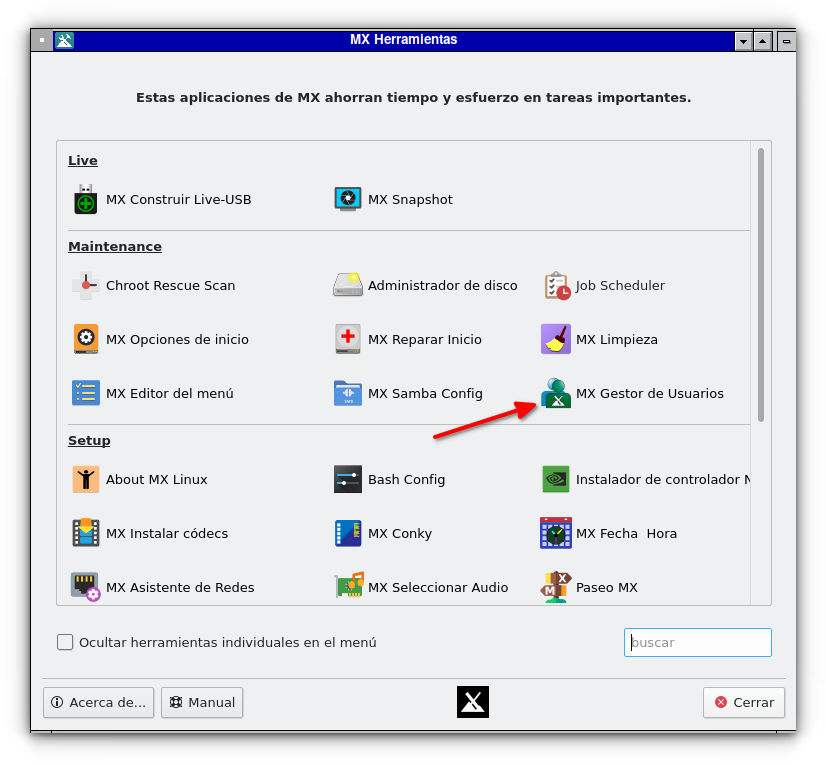 MX Herramientas
Estas aplicaciones de MX ahorran tiempo y esfuerzo en tareas importantes.
Live
MX Construir Live-USB
MX Snapshot
Maintenance
Chroot Rescue Scan
Administrador de disco
Job Scheduler
MX Opciones de inicio
MX Reparar Inicio
MX Limpieza
MX Editor del menú
MX Samba Config
MX Gestor de Usuarios
Setup
About MX Linux
Bash Config
Instalador de controlador N
MX Instalar códecs
MX Conky
MX Fecha  Hora
MX Asistente de Redes
MX Seleccionar Audio
Paseo MX
Ocultar herramientas individuales en el menú
buscar
Acerca de...
Manual
Cerrar